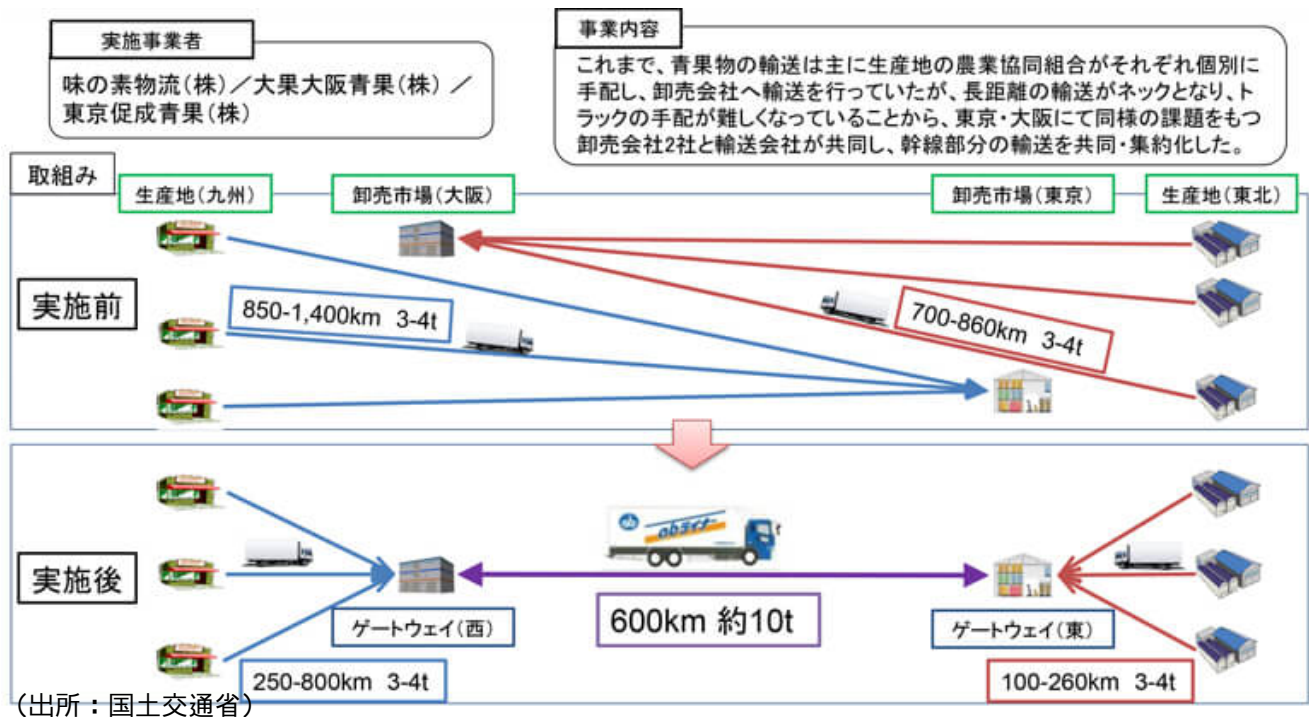 実施事業者
味の素物流(株)/大果大阪青果(株)/
東京促成青果(株)
事業内容
これまで、青果物の輸送は主に生産地の農業協同組合がそれぞれ個別に
手配し、卸売会社へ輸送を行っていたが、長距離の輸送がネックとなり、ト
ラックの手配が難しくなっていることから、東京・大阪にて同様の課題をもつ
卸売会社2社と輸送会社が共同し、幹線部分の輸送を共同・集約化した。
取組み
生産地(九州)
卸売市場(大阪)
卸売市場(東京)
生産地(東北)
実施前
850-1,400km 3-4t
700-860km 3-4t
実施後
abライナー
600km 約10t
ゲートウェイ(西)
ゲートウェイ(東)
250-800km 3-4t
100-260km 3-4t
(出所:国土交通省)